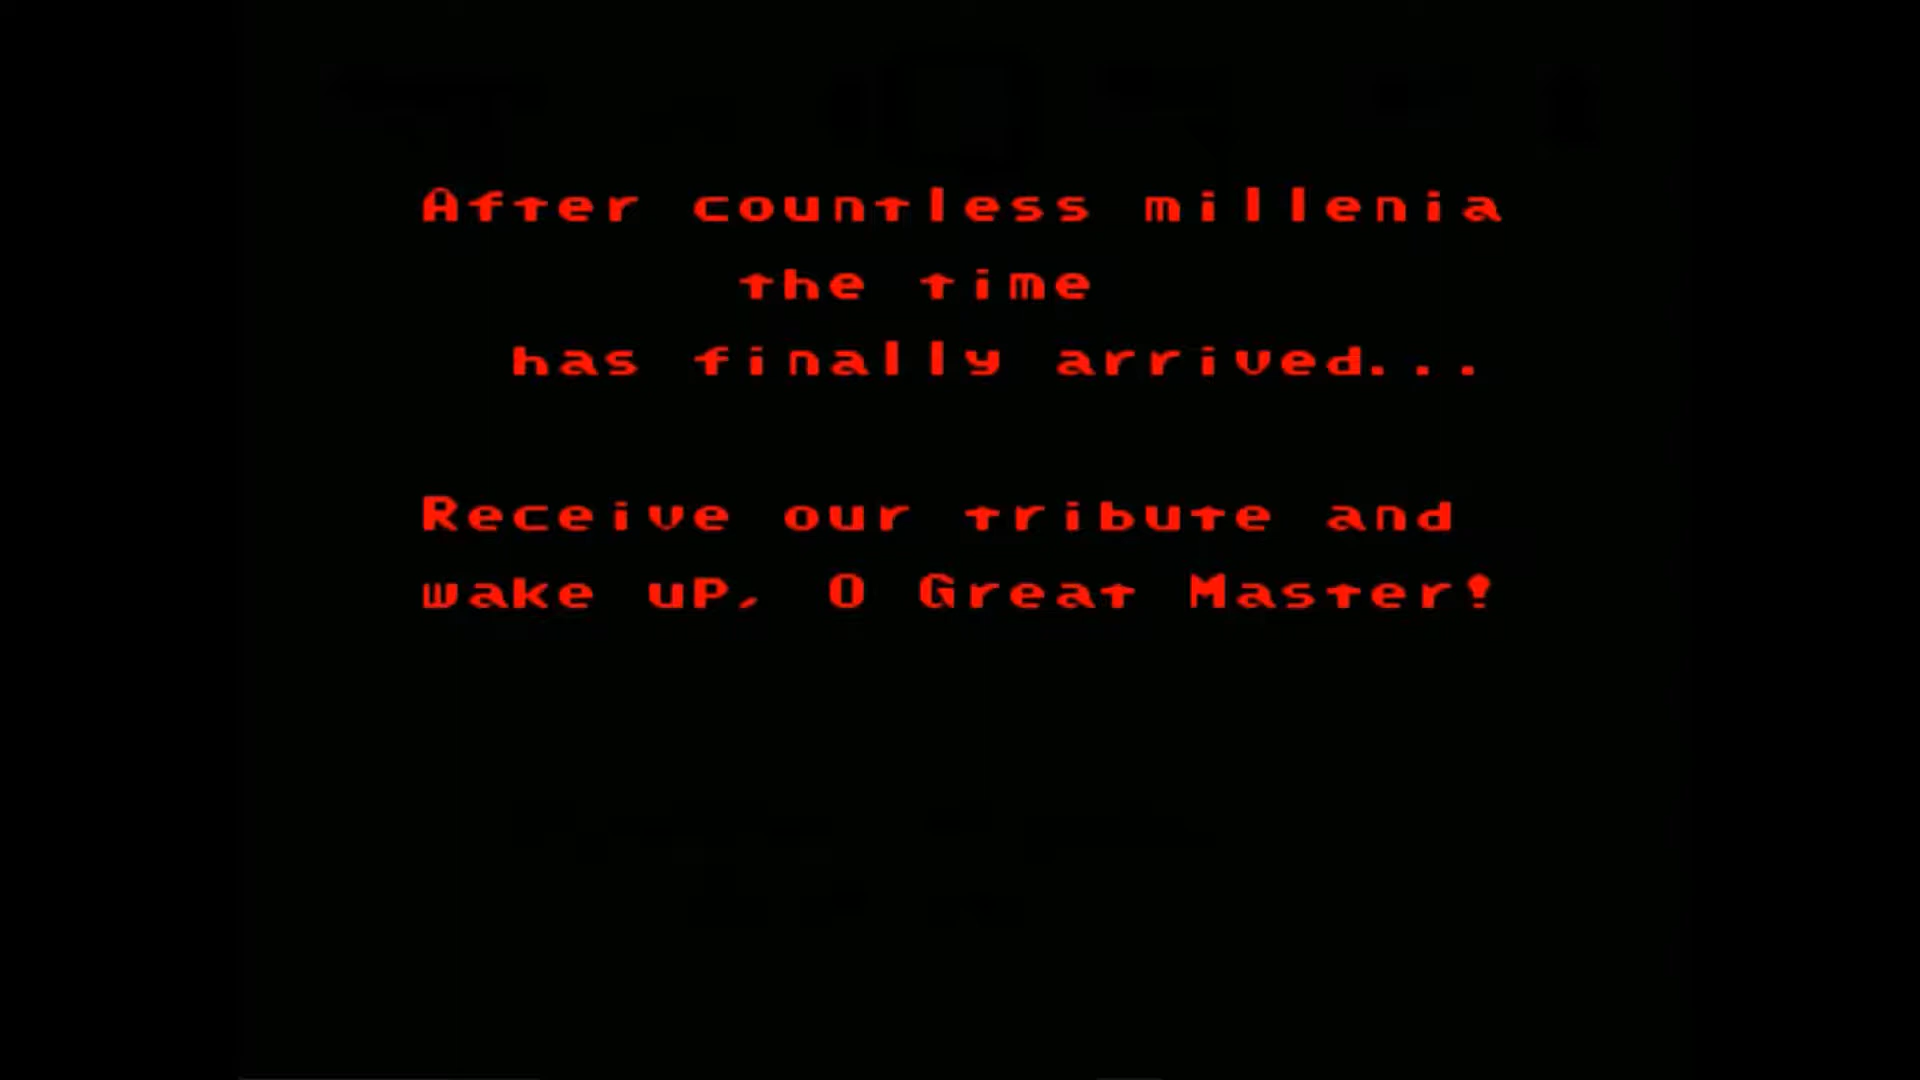 After countless millenia
the time
has finally arrived...
Receive our tribute and
wake up, O Great Master!